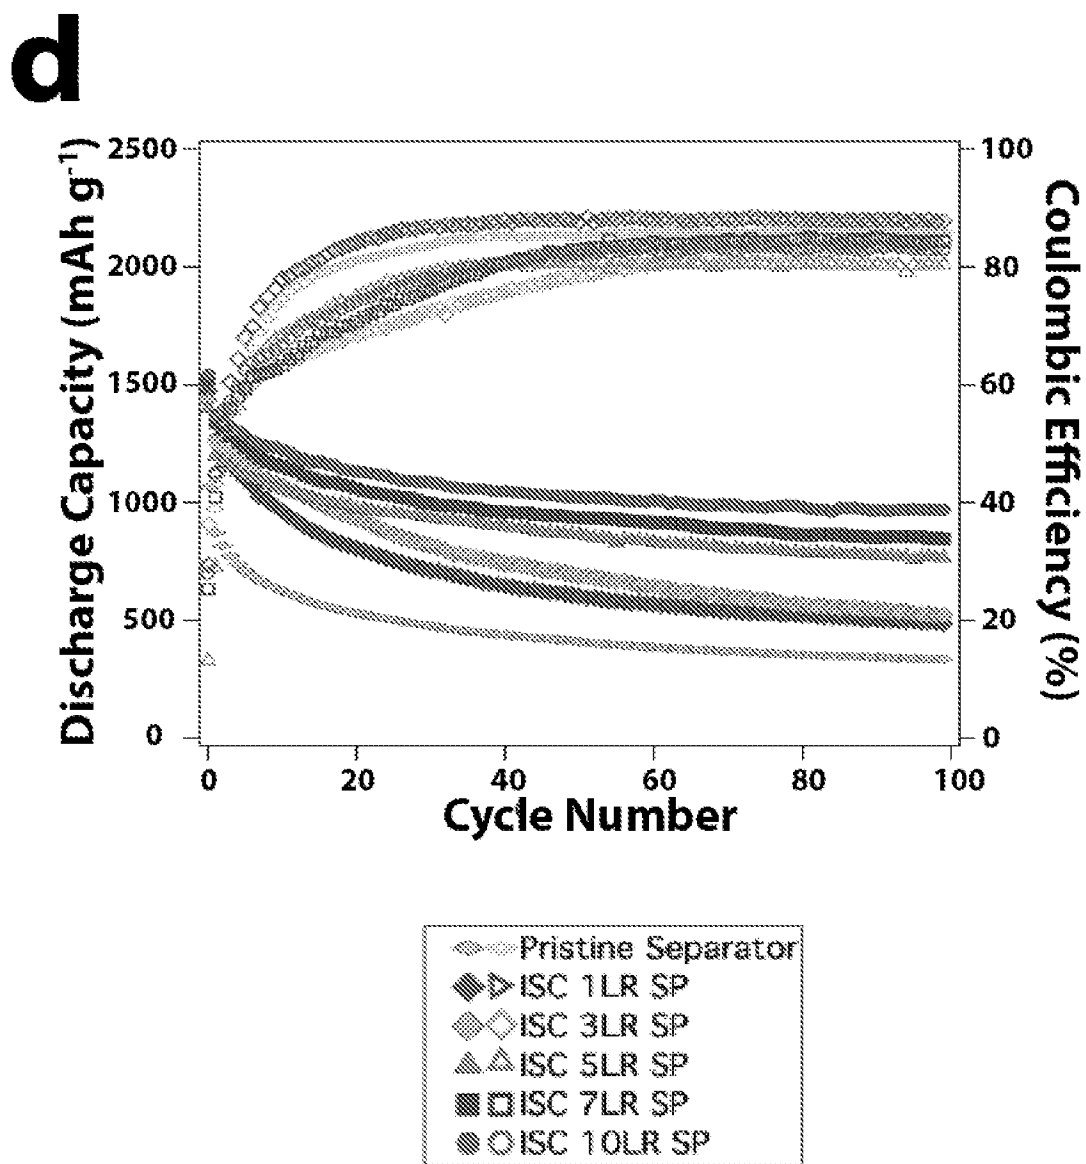 d
Discharge Capacity (mAh g-1)
2500
2000
1500
1000
500
0
100
80
60
40
20
0
Coulombic Efficiency (%)
0 20 40 60 80 100
Cycle Number
Pristine Separator
ISC 1LR SP
ISC 3LR SP
ISC 5LR SP
ISC 7LR SP
ISC 10LR SP